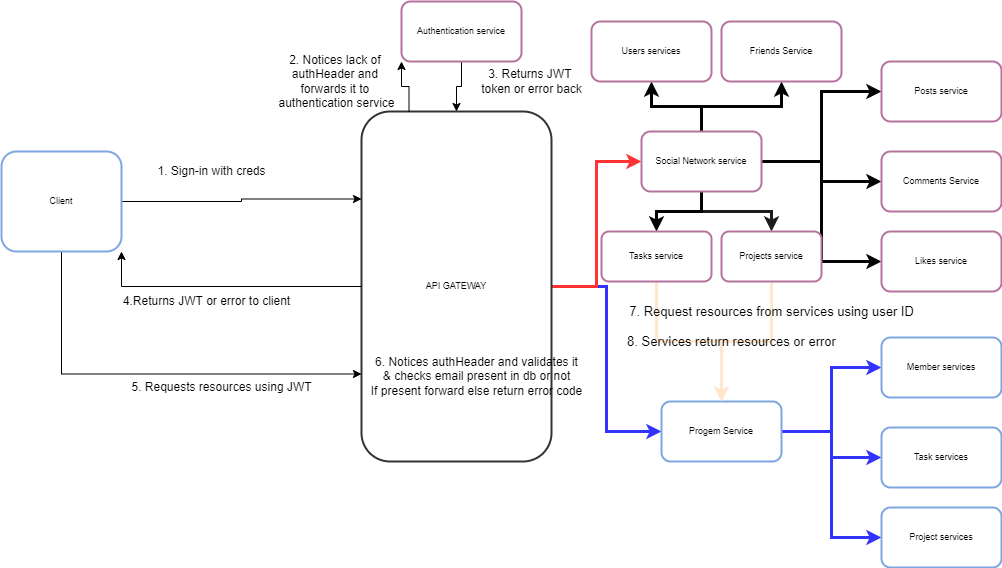 Authentication service
2. Notices lack of
authHeader and
forwards it to
authentication service
3. Returns JWT
token or error back
Users services
Friends Service
Posts service
Social Network service
Comments Service
Client
1. Sign-in with creds
Tasks service
Projects service
Likes service
API GATEWAY
4.Returns JWT or error to client
7. Request resources from services using user ID
8. Services return resources or error
6. Notices authHeader and validates it
& checks email present in db or not
If present forward else return error code
5. Requests resources using JWT
Member services
Progem Service
Task services
Project services